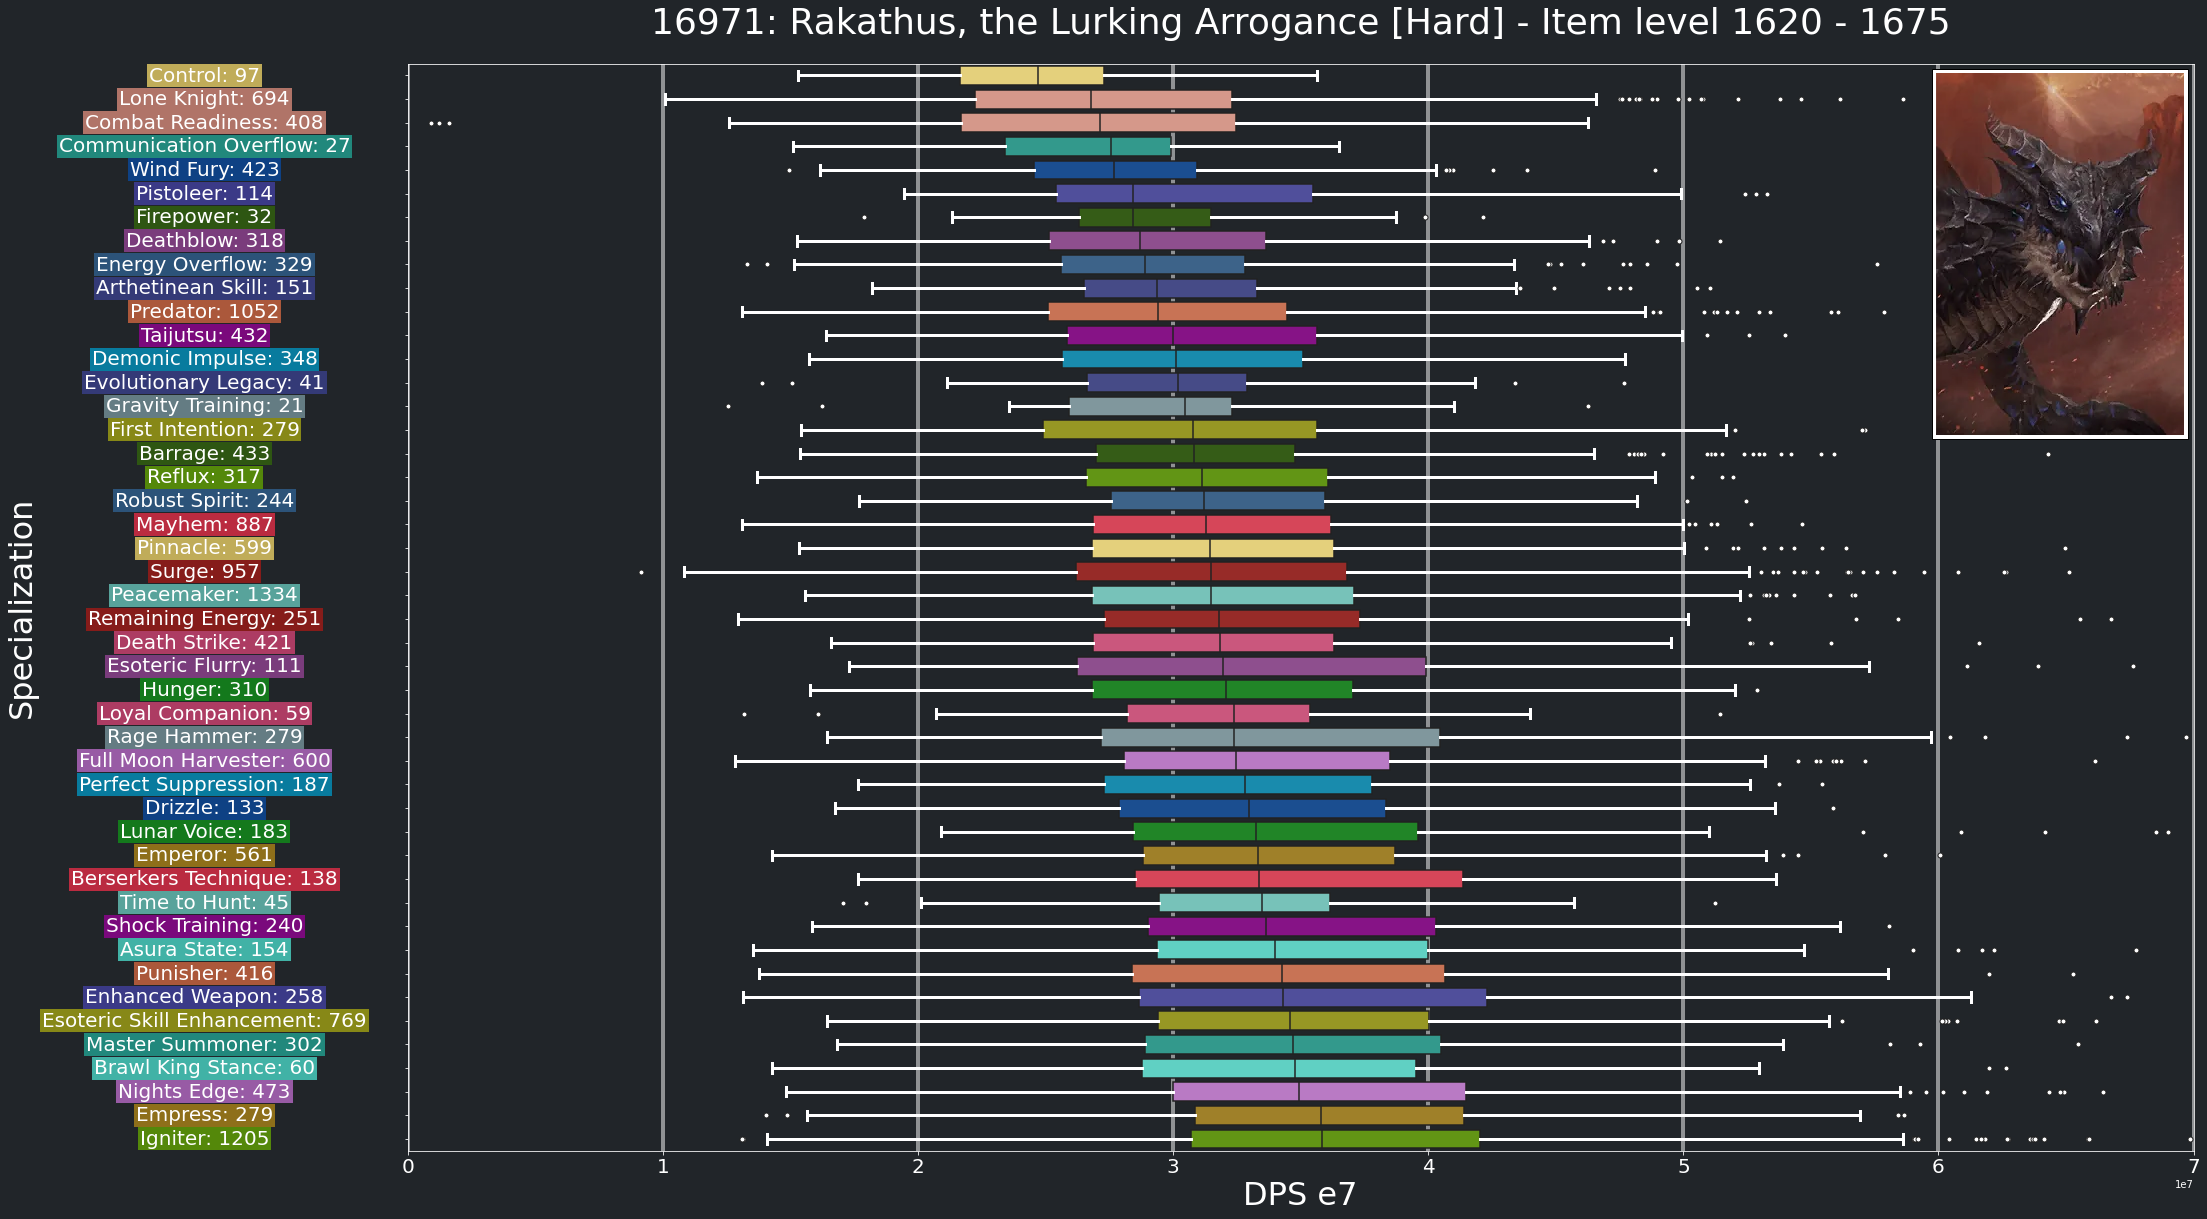 16971: Rakathus, the Lurking Arrogance [Hard] - Item level 1620 - 1675
Control: 97
Lone Knight: 694
Combat Readiness: 408
Communication Overflow: 27
Wind Fury: 423
Pistoleer: 114
Firepower: 32
Deathblow: 318
Energy Overflow: 329
Arthetinean Skill: 151
Predator: 1052
Taijutsu: 432
Demonic Impulse: 348
Evolutionary Legacy: 41
Gravity Training: 21
First Intention: 279
Barrage: 433
Reflux: 317
Robust Spirit: 244
Mayhem: 887
Pinnacle: 599
Surge: 957
Peacemaker: 1334
Remaining Energy: 251
Death Strike: 421
Esoteric Flurry: 111
Hunger: 310
Loyal Companion: 59
Rage Hammer: 279
Full Moon Harvester: 600
Perfect Suppression: 187
Drizzle: 133
Lunar Voice: 183
Emperor: 561
Berserkers Technique: 138
Time to Hunt: 45
Shock Training: 240
Asura State: 154
Punisher: 416
Enhanced Weapon: 258
Esoteric Skill Enhancement: 769
Master Summoner: 302
Brawl King Stance: 60
Nights Edge: 473
Empress: 279
Igniter: 1205
Specialization
0 1 2 3 4 5 6 7
DPS e7
1e7